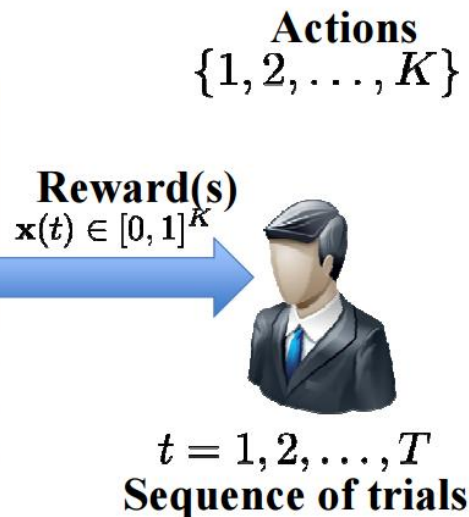 Actions
{1, 2, . . . , K}
Reward(s)
x(t) ∈ [0, 1]^K
t = 1, 2, . . . , T
Sequence of trials